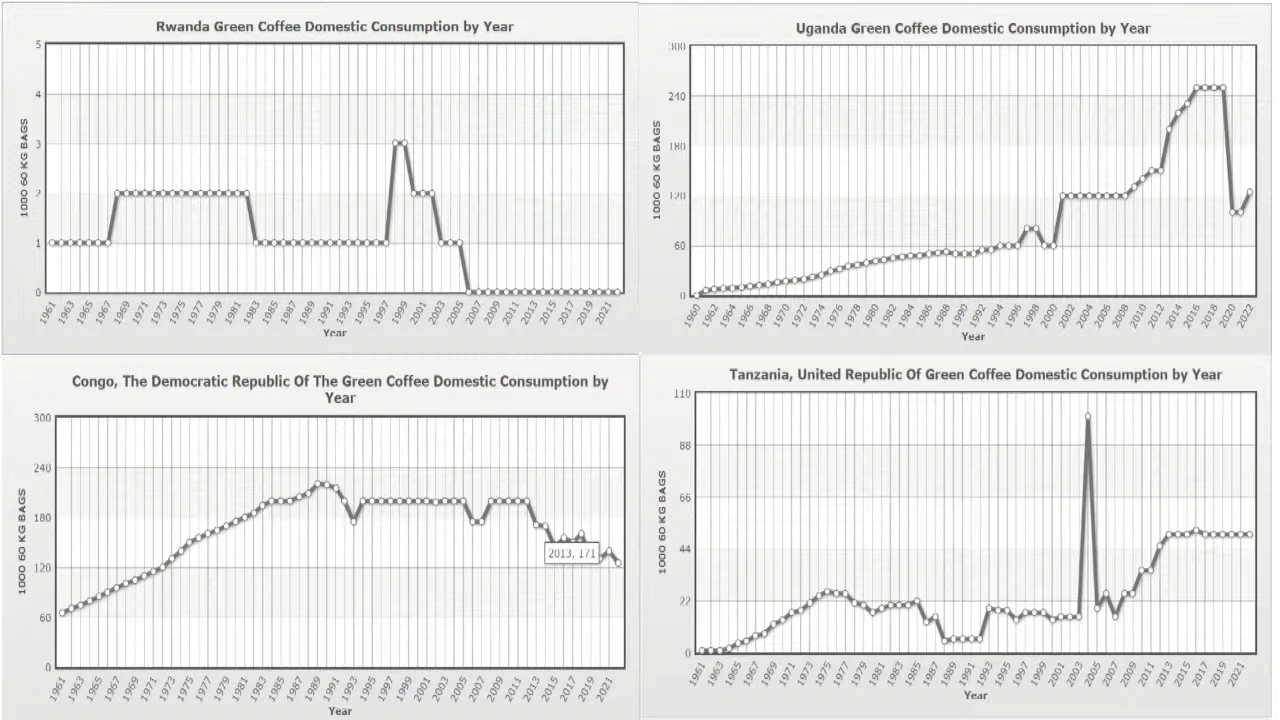 Rwanda Green Coffee Domestic Consumption by Year
5
4
3
2
1
0
1000 60 KG BAGS
1961 1963 1965 1967 1969 1971 1973 1975 1977 1979 1981 1983 1985 1987 1989 1991 1993 1995 1997 1999 2001 2003 2005 2007 2009 2011 2013 2015 2017 2019 2021
Year
Uganda Green Coffee Domestic Consumption by Year
300
240
180
120
60
0
1000 60 KG BAGS
1960 1962 1964 1966 1968 1970 1972 1974 1976 1978 1980 1982 1984 1986 1988 1990 1992 1994 1996 1998 2000 2002 2004 2006 2008 2010 2012 2014 2016 2018 2020 2022
Year
Congo, The Democratic Republic Of The Green Coffee Domestic Consumption by
Year
300
240
180
120
60
0
1000 60 KG BAGS
2013, 171
1961 1963 1965 1967 1969 1971 1973 1975 1977 1979 1981 1983 1985 1987 1989 1991 1993 1995 1997 1999 2001 2003 2005 2007 2009 2011 2013 2015 2017 2019 2021
Year
Tanzania, United Republic Of Green Coffee Domestic Consumption by Year
110
88
66
44
22
0
1000 60 KG BAGS
1961 1963 1965 1967 1969 1971 1973 1975 1977 1979 1981 1983 1985 1987 1989 1991 1993 1995 1997 1999 2001 2003 2005 2007 2009 2011 2013 2015 2017 2019 2021
Year